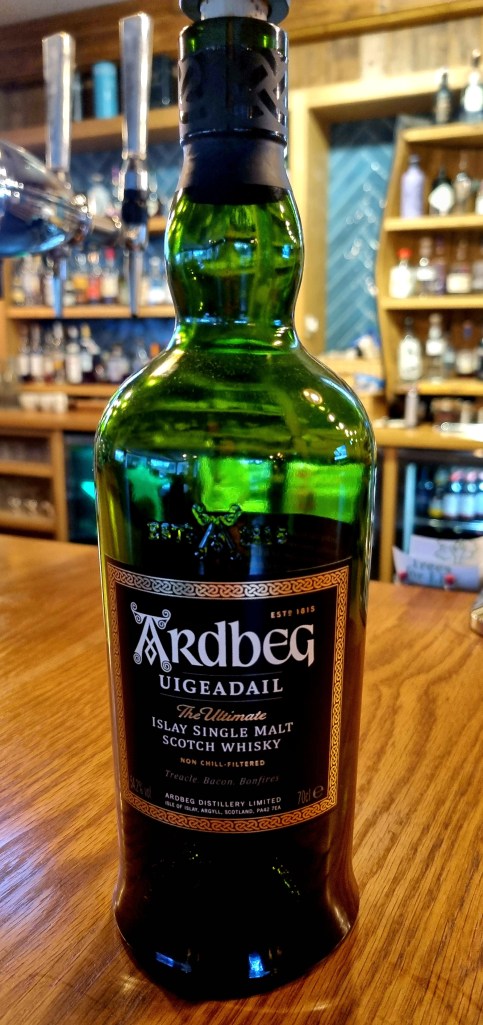 ESTD 1815
ARDBEG
UIGEADAIL
The Ultimate
ISLAY SINGLE MALT
SCOTCH WHISKY
NON CHILL-FILTERED
Treacle. Bacon. Bonfires
70cl e
ARDBEG DISTILLERY LIMITED
ISLE OF ISLAY, ARGYLL, SCOTLAND, PA42 7EA